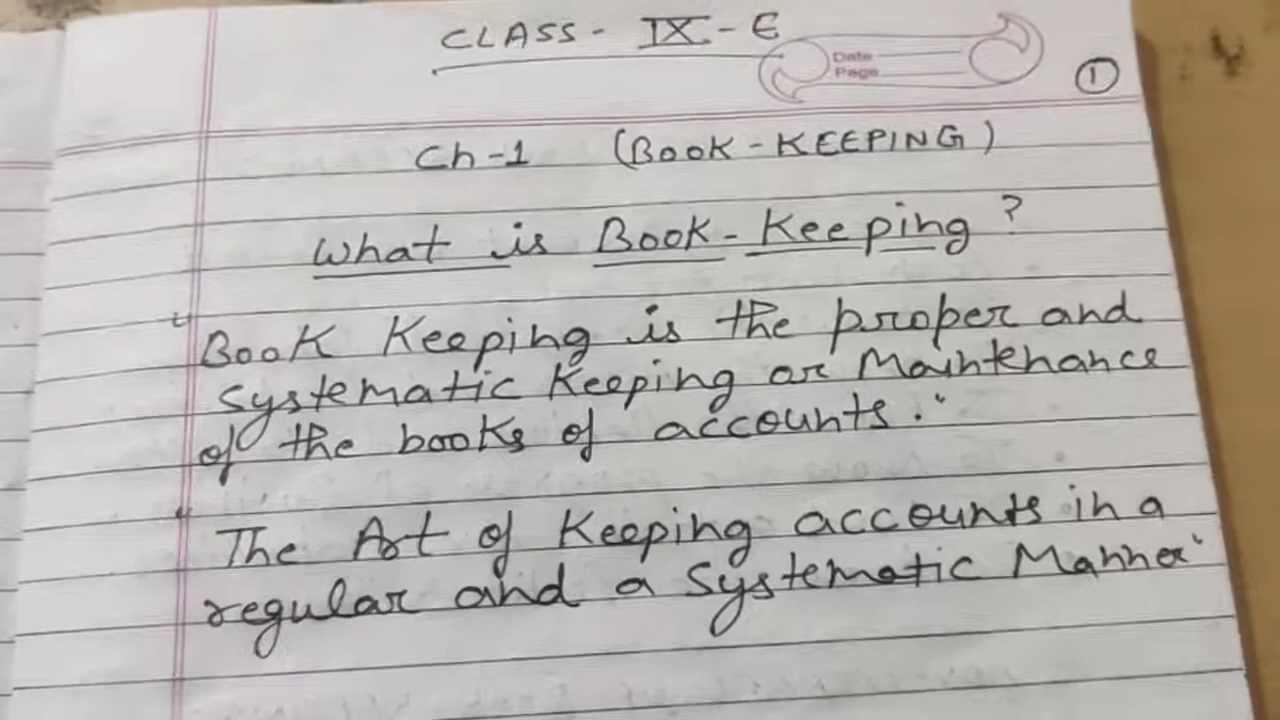 CLASS - IX - E
Date
Page
1
Ch-1 (BOOK-KEEPING)
What is Book-Keeping ?
"Book Keeping is the proper and
systematic Keeping or Maintenance
of the books of accounts."
"The Art of Keeping accounts in a
regular and a systematic Manner"